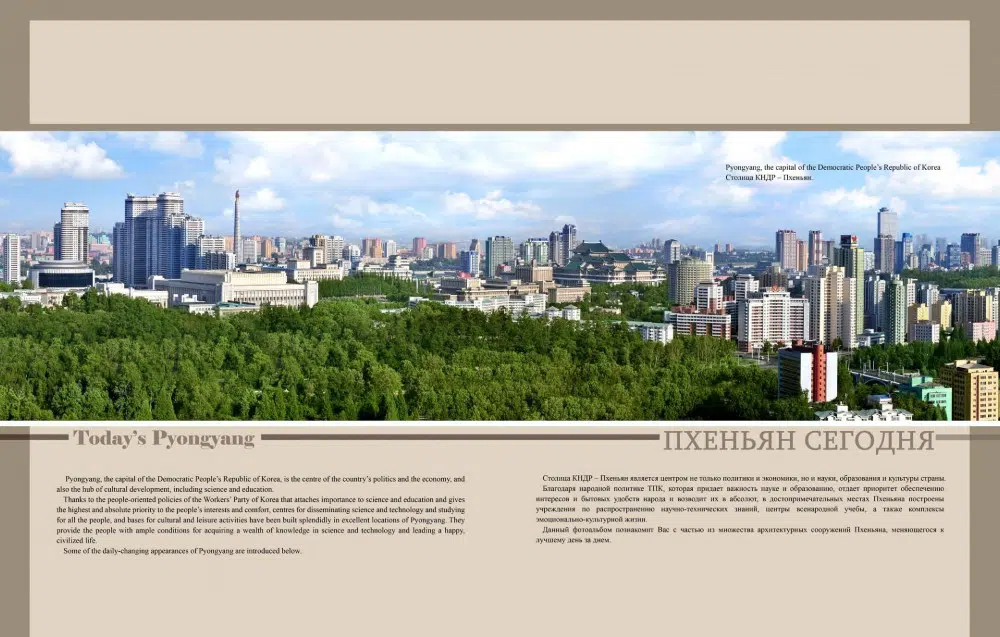 Pyongyang, the capital of the Democratic People's Republic of Korea
Столица КНДР – Пхеньян.
Today's Pyongyang
Pyongyang, the capital of the Democratic People's Republic of Korea, is the centre of the country's politics and the economy, and
also the hub of cultural development, including science and education.
Thanks to the people-oriented policies of the Workers' Party of Korea that attaches importance to science and education and gives
the highest and absolute priority to the people's interests and comfort, centres for disseminating science and technology and studying
for all the people, and bases for cultural and leisure activities have been built splendidly in excellent locations of Pyongyang. They
provide the people with ample conditions for acquiring a wealth of knowledge in science and technology and leading a happy,
civilized life.
Some of the daily-changing appearances of Pyongyang are introduced below.
ПХЕНЬЯН СЕГОДНЯ
Столица КНДР – Пхеньян является центром не только политики и экономики, но и науки, образования и культуры страны.
Благодаря народной политике ТПК, которая придает важность науке и образованию, отдает приоритет обеспечению
интересов и бытовых удобств народа и возводит их в абсолют, в достопримечательных местах Пхеньяна построены
учреждения по распространению научно-технических знаний, центры всенародной учебы, а также комплексы
эмоционально-культурной жизни.
Данный фотоальбом познакомит Вас с частью из множества архитектурных сооружений Пхеньяна, меняющегося к
лучшему день за днем.